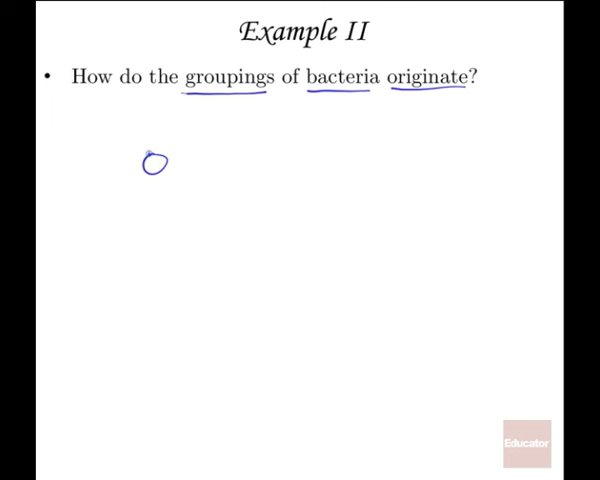 Example II
• How do the groupings of bacteria originate?
Educator